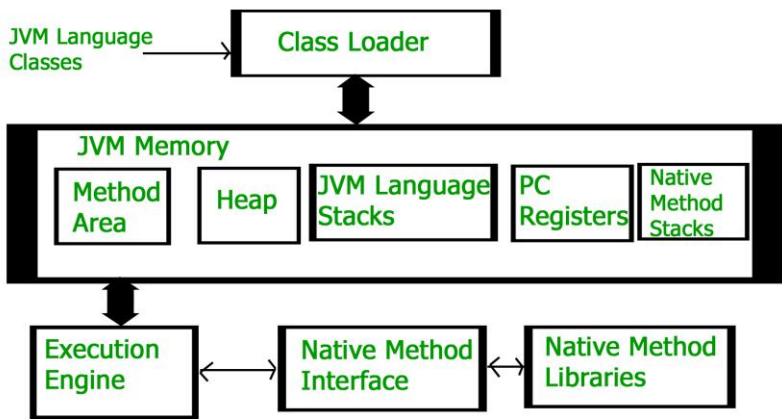 JVM Language
Classes
Class Loader
JVM Memory
Method
Area
Heap
JVM Language
Stacks
PC
Registers
Native
Method
Stacks
Execution
Engine
Native Method
Interface
Native Method
Libraries